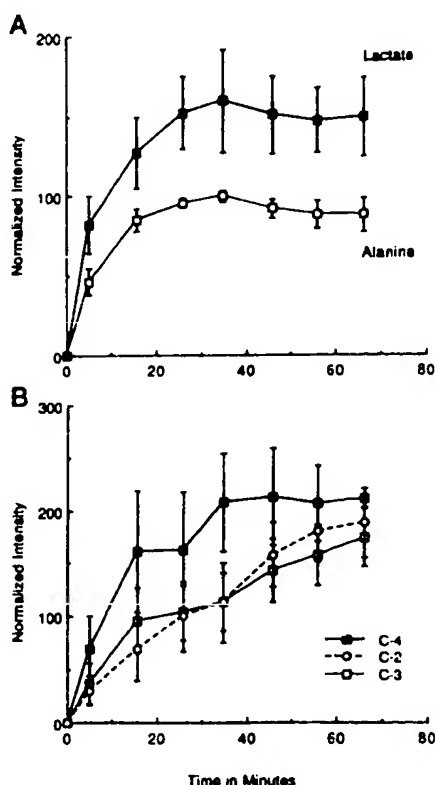 A
200
Lactate
Normalized Intensity
100
Alanine
0
0 20 40 60 80
B
300
Normalized Intensity
200
100
C-4
C-2
C-3
0
0 20 40 60 80
Time in Minutes